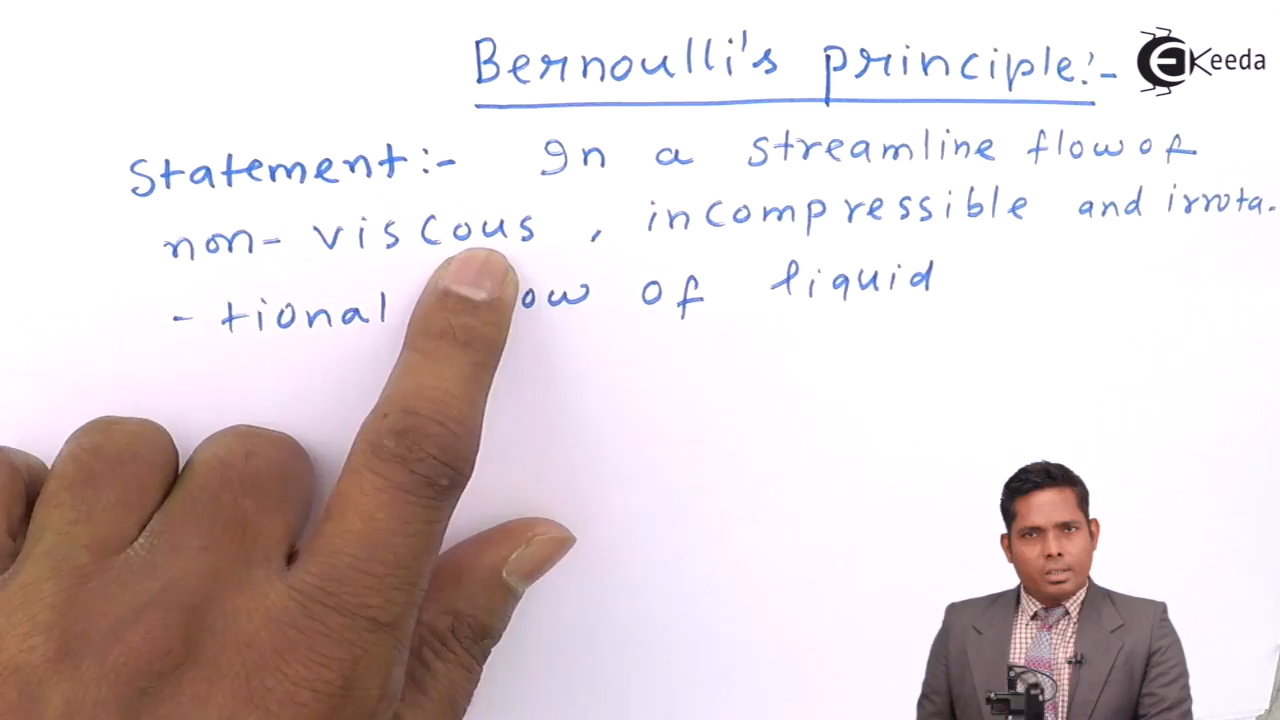 Bernoulli's principle:-
EKeeda
Statement:- In a streamline flow of
non-viscous, incompressible and irrota-
-tional ow of liquid